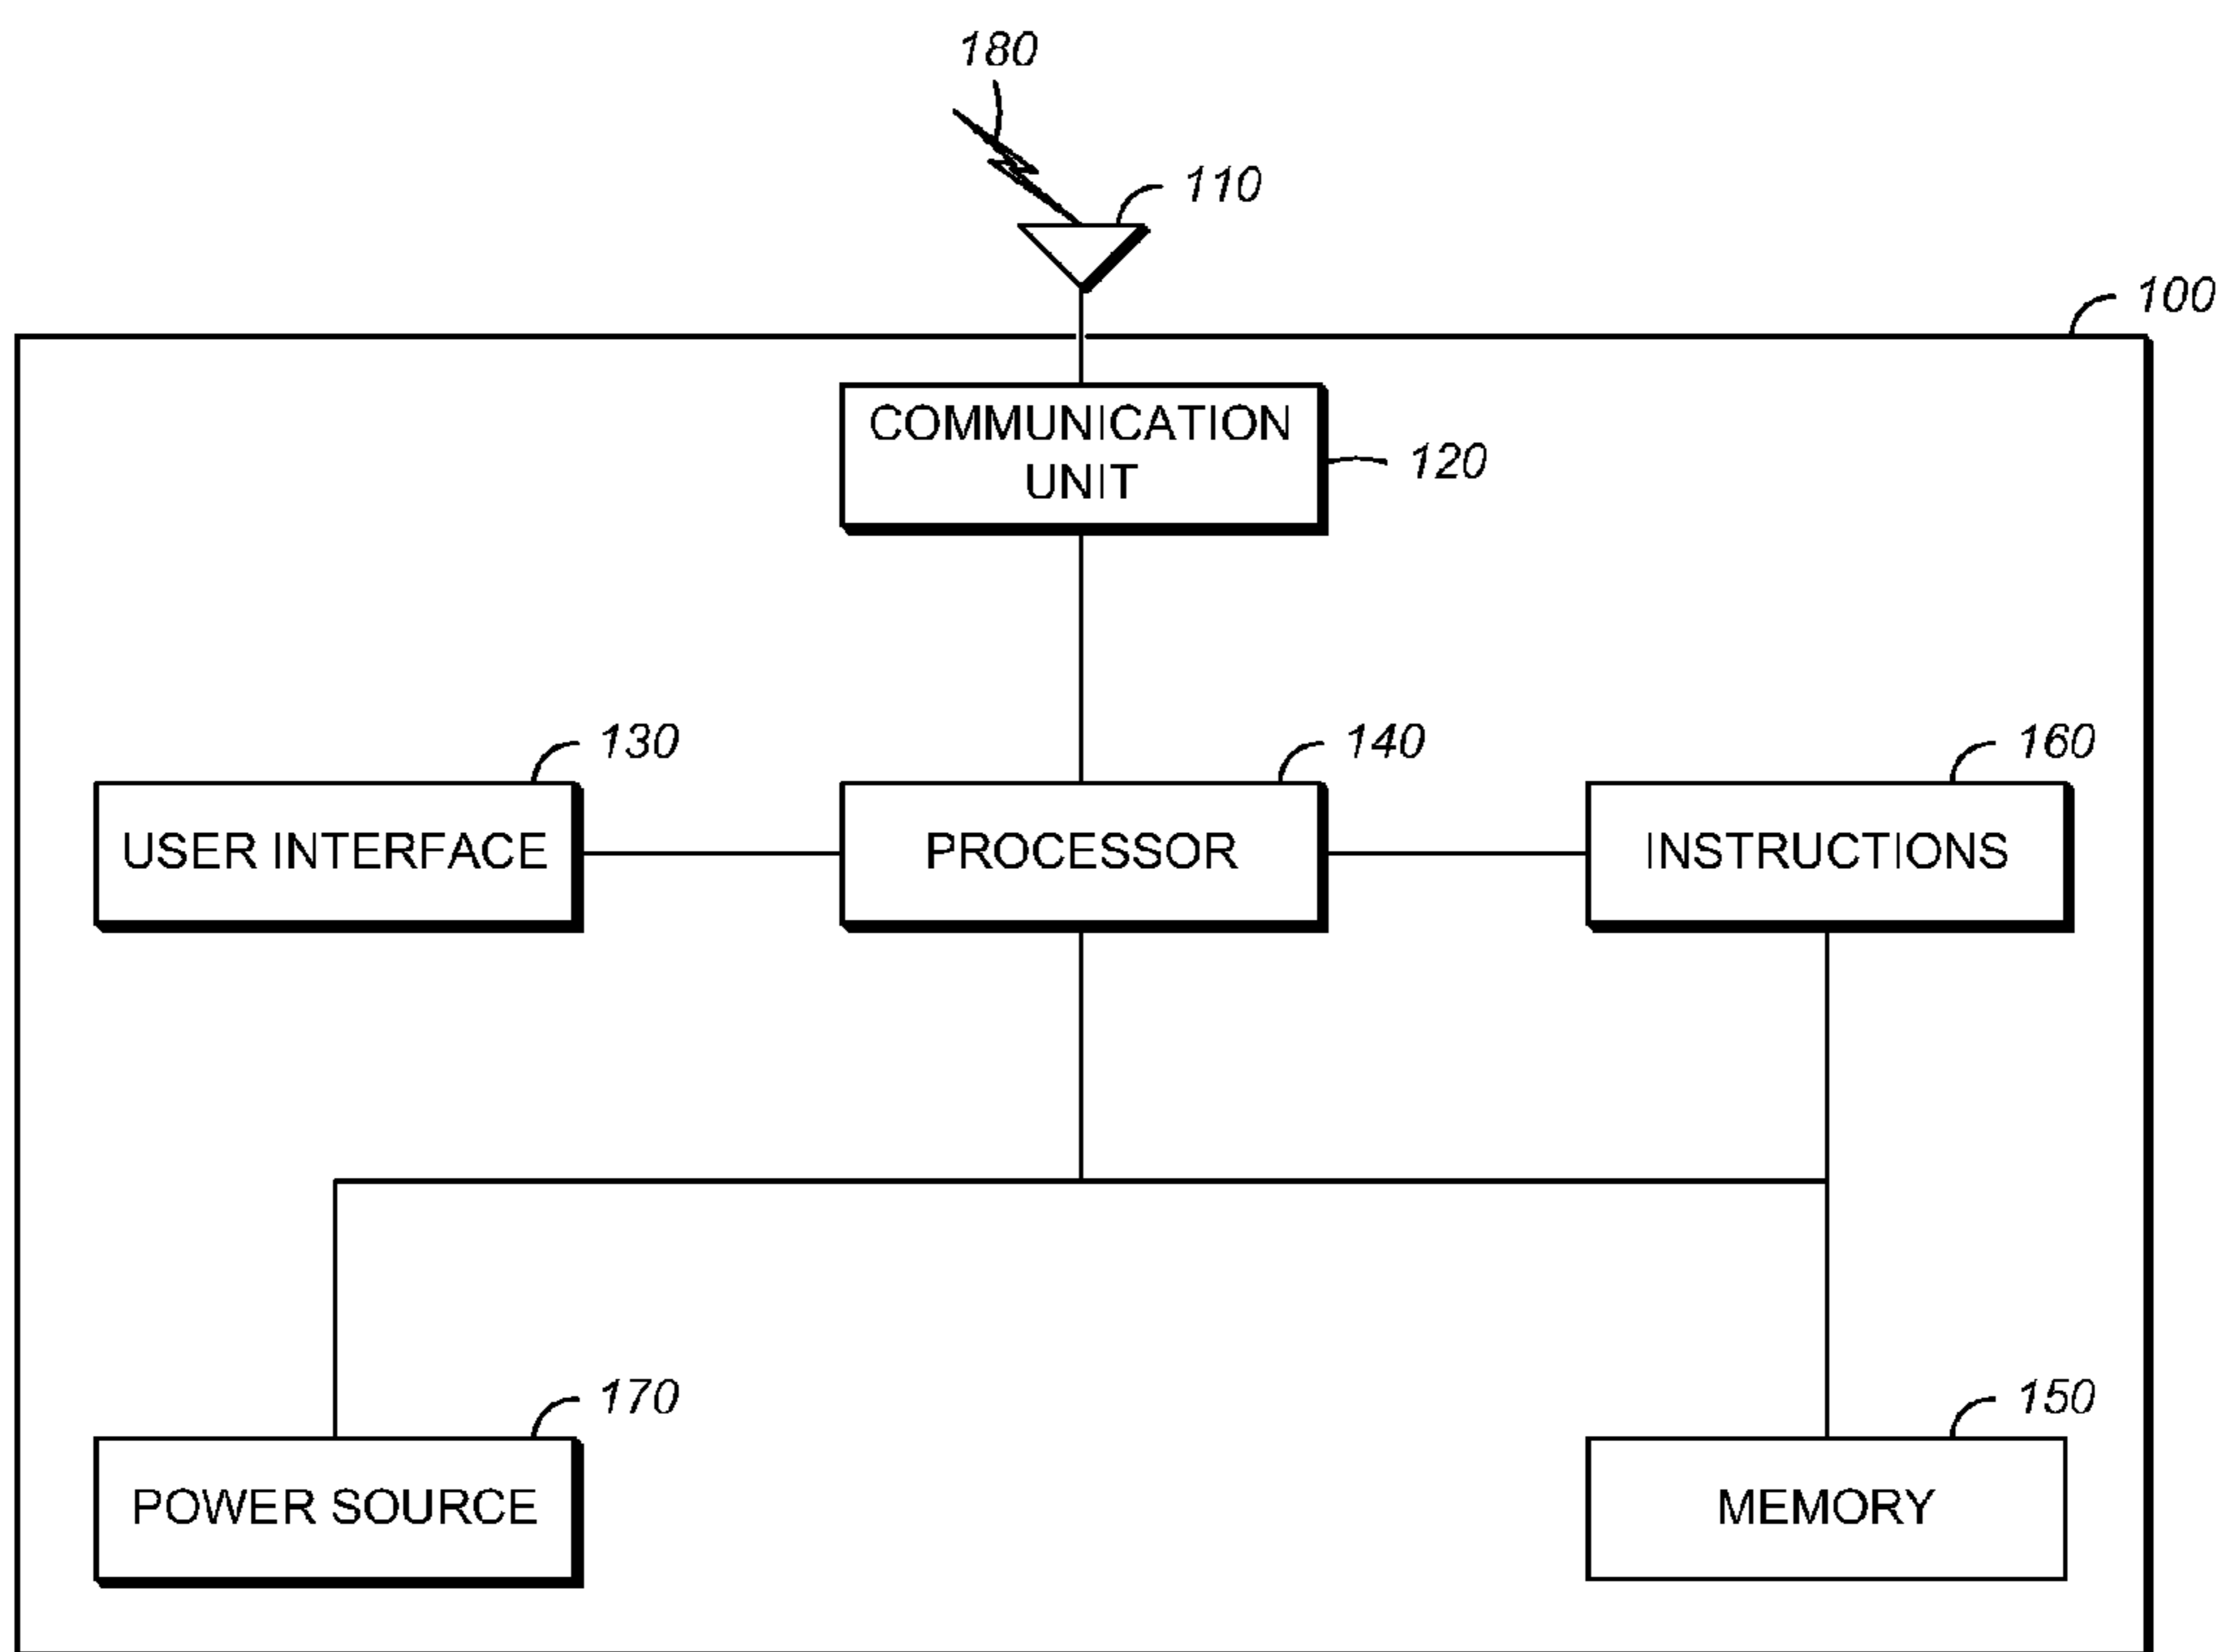 180
110
100
COMMUNICATION
UNIT
120
130
140
160
USER INTERFACE
PROCESSOR
INSTRUCTIONS
170
150
POWER SOURCE
MEMORY